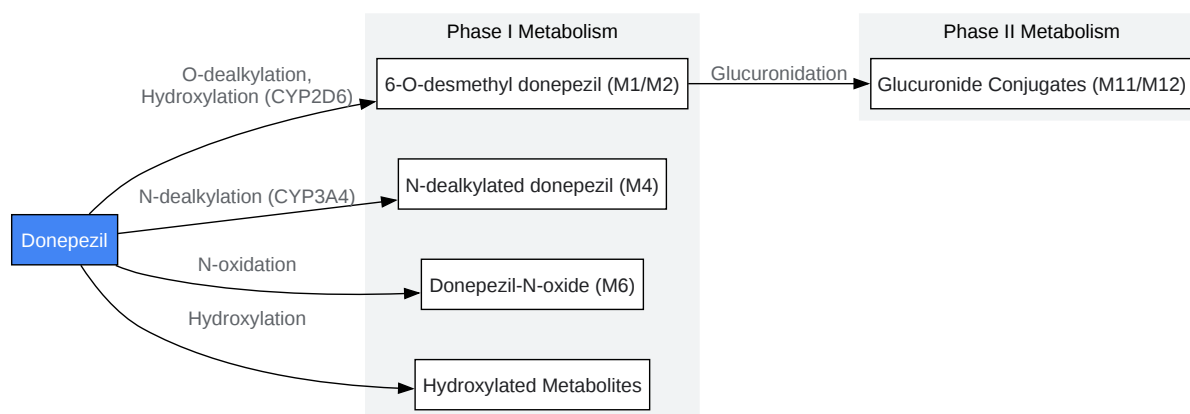 Phase I Metabolism
Phase II Metabolism
O-dealkylation,
Hydroxylation (CYP2D6)
6-O-desmethyl donepezil (M1/M2)
Glucuronidation
Glucuronide Conjugates (M11/M12)
N-dealkylation (CYP3A4)
N-dealkylated donepezil (M4)
Donepezil
N-oxidation
Donepezil-N-oxide (M6)
Hydroxylation
Hydroxylated Metabolites